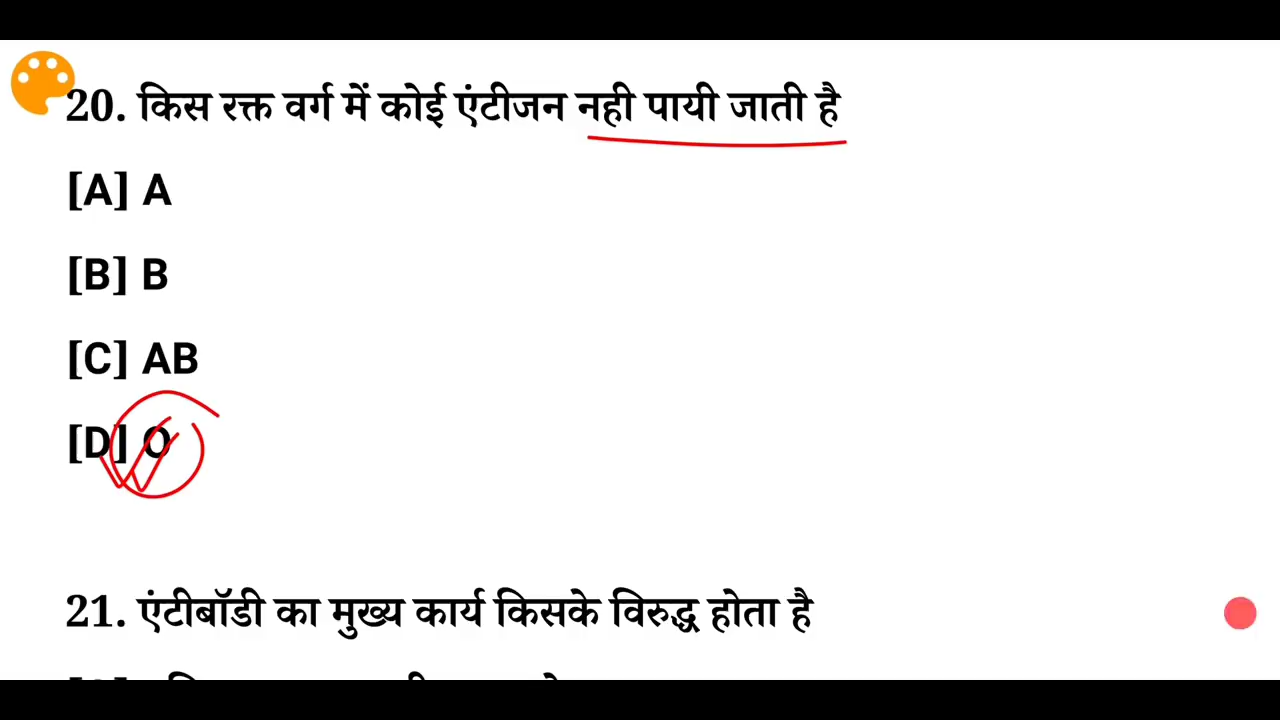 20. किस रक्त वर्ग में कोई एंटीजन नही पायी जाती है
[A] A
[B] B
[C] AB
[D] O
21. एंटीबॉडी का मुख्य कार्य किसके विरुद्ध होता है